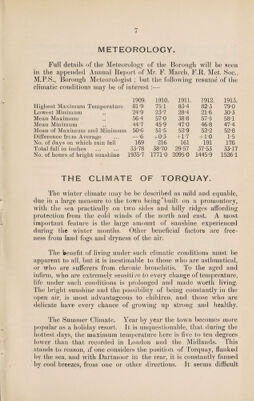 7
METEOROLOGY.
Full details of the Meteorology of the Borough will be seen
in the appended Annual Report of Mr. F. March, F.R. Met. Soc.,
M.P.S., Borough Meteorologist; but the following resumé of the
climatic conditions may be of interest :—
1909. 1910. 1911. 1912. 1913.
Highest Maximum Temperature 81·9 75·1 83·4 82·5 79·0
Lowest Minimum „ 24·9 23·7 28·4 21·6 30·5
Mean Maximum „ 56·4 57·0 38·8 57·5 58·1
Mean Minimum „ 44·7 45·9 47·0 46·8 47·4
Mean of Maximum and Minimum 50·6 51·5 53·9 52·2 52·8
Difference from Average ... —·6 +0·3 +1·7 +1·0 1·5
No. of days on which rain fell 169 216 161 191 176
Total fall in inches ... ... 33·78 38·70 29·57 37·53 35·17
No. of hours of bright sunshine 1935·7 1771·0 2095·0 1445·9 1526·1
THE CLIMATE OF TORQUAY.
The winter climate may be be described as mild and equable,
due in a large measure to the town being built on a promontory,
with the sea practically on two sides and hilly ridges affording
protection from the cold winds of the north and east. A most
important feature is the large amount of sunshine experienced
during the winter months. Other beneficial factors are free-
ness from land fogs and dryness of the air.
The benefit of living under such climatic conditions must be
apparent to all, but it is inestimable to those who are asthmatical,
or who are sufferers from chronic bronchitis. To the aged and
infirm, who are extremely sensitive to every change of temperature,
life under such conditions is prolonged and made worth living.
The bright sunshine and the possibility of being constantly in the
open air, is most advantageous to children, and those who are
delicate have every chance of growing up strong and healthy.
The Summer Climate. Year by year the town becomes more
popular as a holiday resort. It is unquestionable, that during the
hottest days, the maximum temperature here is five to ten degrees
lower than that recorded in London and the Midlands. This
stands to reason, if one considers the position of Torquay, flanked
by the sea, and with Dartmoor in the rear, it is constantly fanned
by cool breezes, from one or other directions. It seems difficult